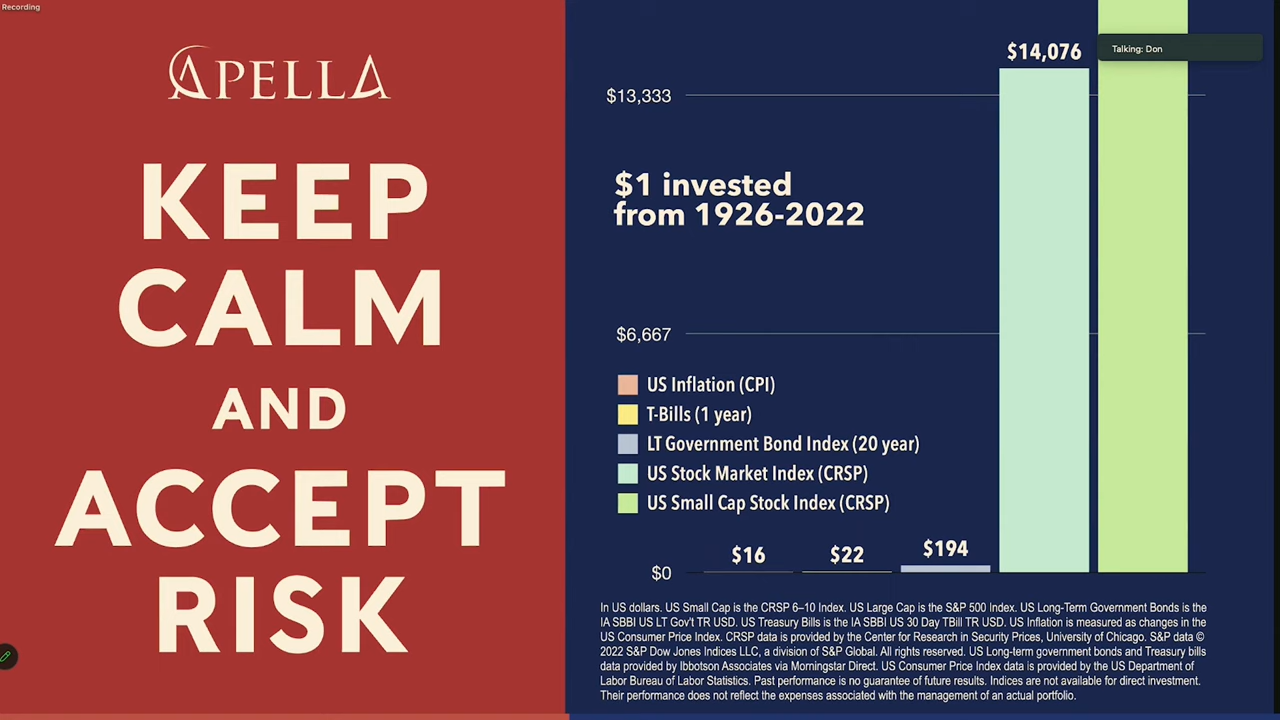 Recording
APELLA
KEEP
CALM
AND
ACCEPT
RISK
$14,076
Talking: Don
$13,333
$1 invested
from 1926-2022
$6,667
US Inflation (CPI)
T-Bills (1 year)
LT Government Bond Index (20 year)
US Stock Market Index (CRSP)
US Small Cap Stock Index (CRSP)
$16
$22
$194
$0
In US dollars. US Small Cap is the CRSP 6–10 Index. US Large Cap is the S&P 500 Index. US Long-Term Government Bonds is the
IA SBBI US LT Gov't TR USD. US Treasury Bills is the IA SBBI US 30 Day TBill TR USD. US Inflation is measured as changes in the
US Consumer Price Index. CRSP data is provided by the Center for Research in Security Prices, University of Chicago. S&P data ©
2022 S&P Dow Jones Indices LLC, a division of S&P Global. All rights reserved. US Long-term government bonds and Treasury bills
data provided by Ibbotson Associates via Morningstar Direct. US Consumer Price Index data is provided by the US Department of
Labor Bureau of Labor Statistics. Past performance is no guarantee of future results. Indices are not available for direct investment.
Their performance does not reflect the expenses associated with the management of an actual portfolio.